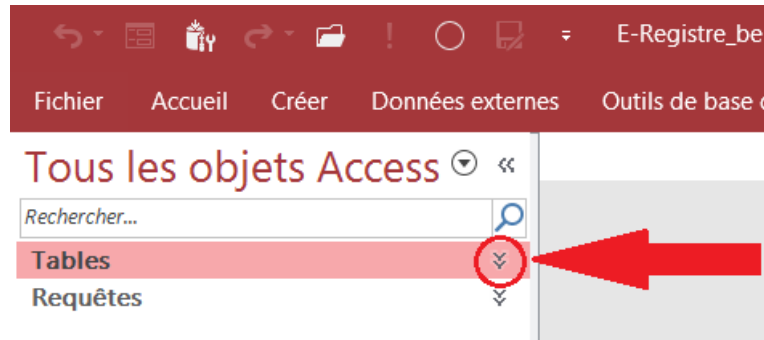 E-Registre_be
Fichier Accueil Créer Données externes Outils de base
Tous les objets Access
Rechercher...
Tables
Requêtes